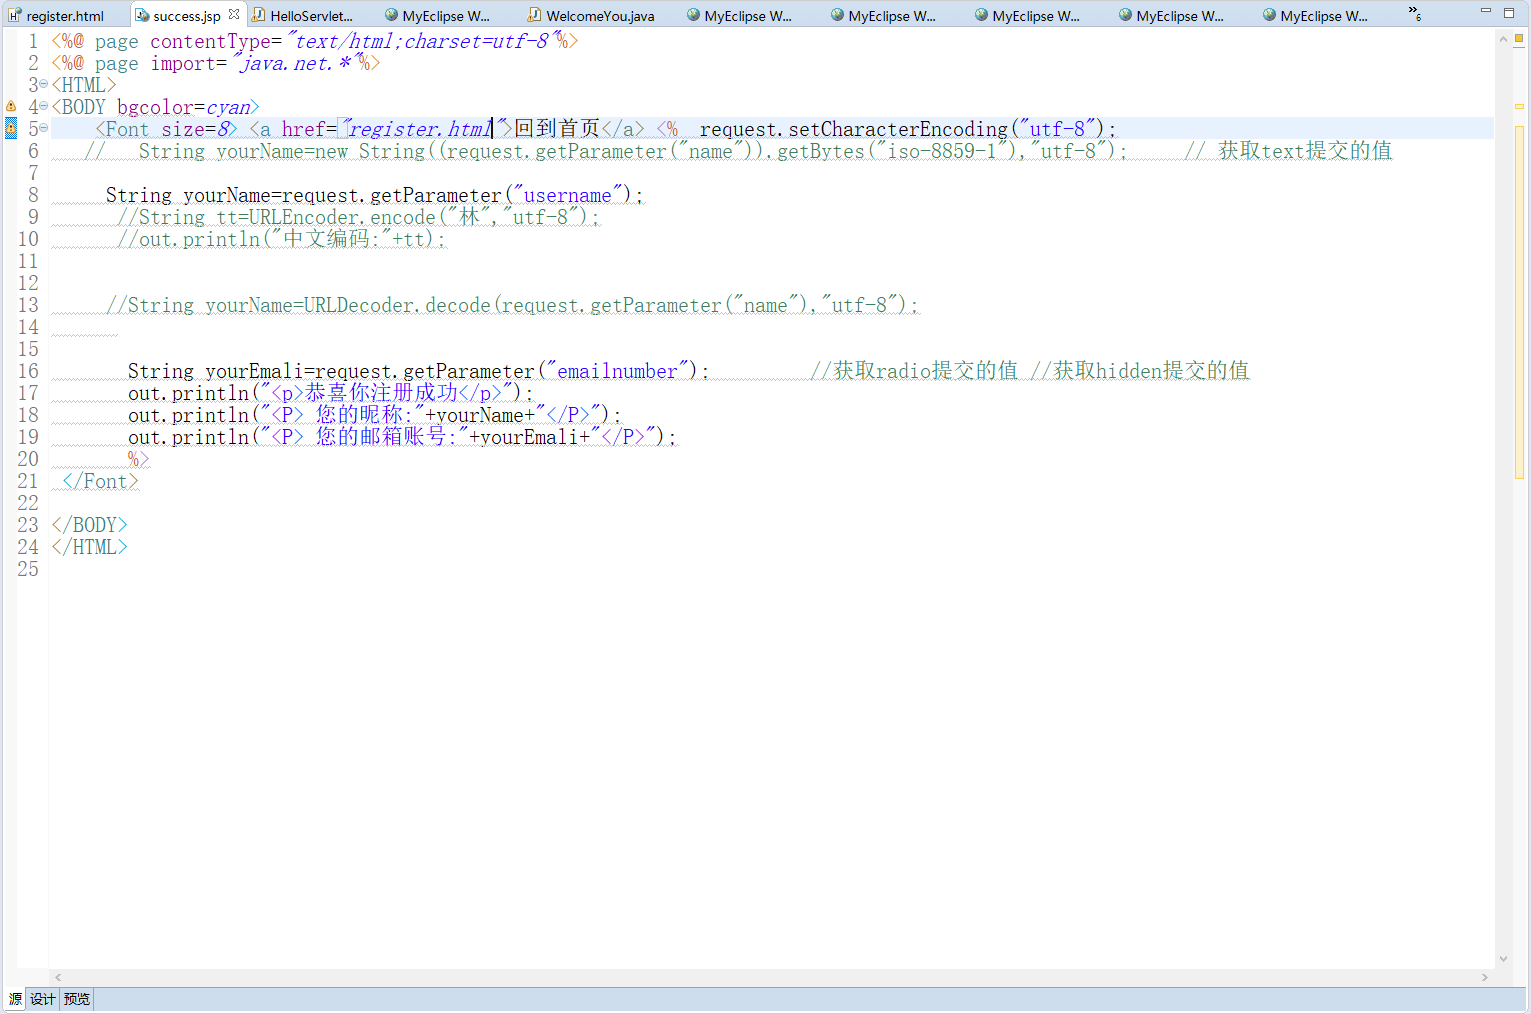 register.html success.jsp HelloServlet... MyEclipse W... WelcomeYou.java MyEclipse W... MyEclipse W... MyEclipse W... MyEclipse W... MyEclipse W... »6
1 <%@ page contentType="text/html;charset=utf-8"%>
2 <%@ page import="java.net.*"%>
3 <HTML>
4 <BODY bgcolor=cyan>
5 <Font size=8> <a href="register.html">回到首页</a> <% request.setCharacterEncoding("utf-8");
6 // String yourName=new String((request.getParameter("name")).getBytes("iso-8859-1"),"utf-8"); // 获取text提交的值
7
8 String yourName=request.getParameter("username");
9 //String tt=URLEncoder.encode("林","utf-8");
10 //out.println("中文编码:"+tt);
11
12
13 //String yourName=URLDecoder.decode(request.getParameter("name"),"utf-8");
14
15
16 String yourEmali=request.getParameter("emailnumber"); //获取radio提交的值 //获取hidden提交的值
17 out.println("<p>恭喜你注册成功</p>");
18 out.println("<P> 您的昵称:"+yourName+"</P>");
19 out.println("<P> 您的邮箱账号:"+yourEmali+"</P>");
20 %>
21 </Font>
22
23 </BODY>
24 </HTML>
25
源 设计 预览